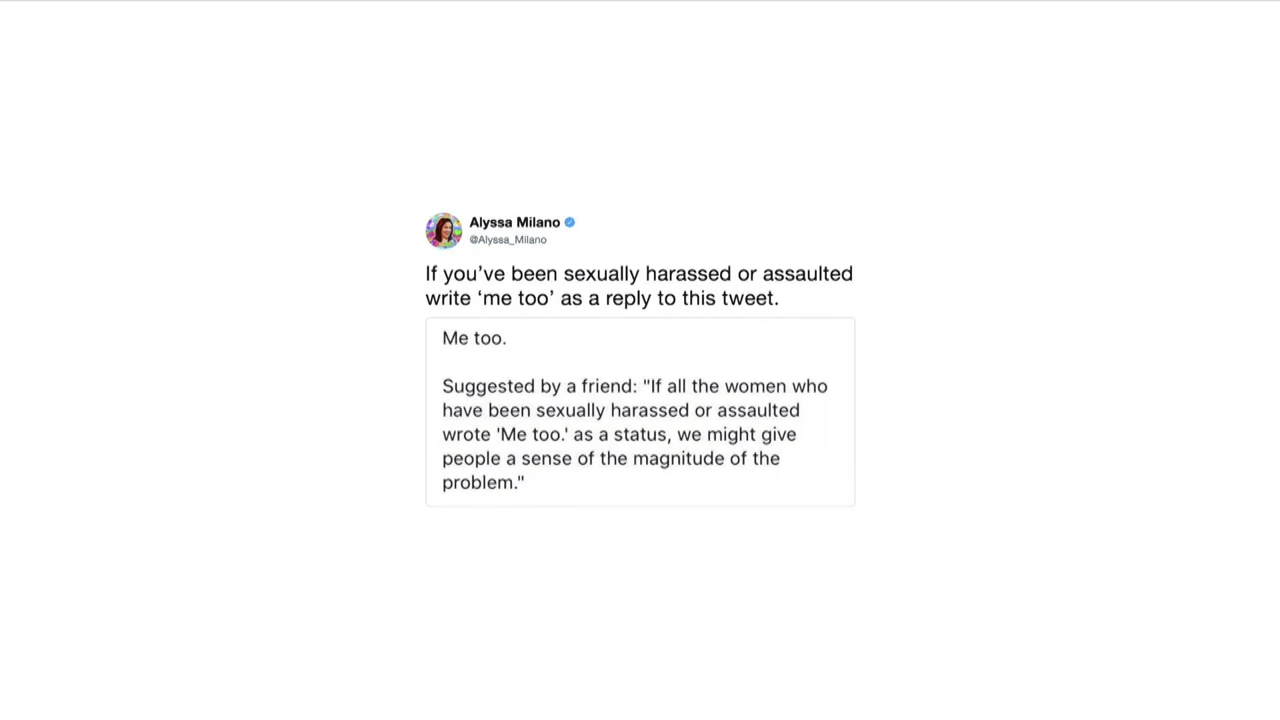 Alyssa Milano
@Alyssa_Milano
If you’ve been sexually harassed or assaulted
write ‘me too’ as a reply to this tweet.
Me too.
Suggested by a friend: "If all the women who
have been sexually harassed or assaulted
wrote 'Me too.' as a status, we might give
people a sense of the magnitude of the
problem."